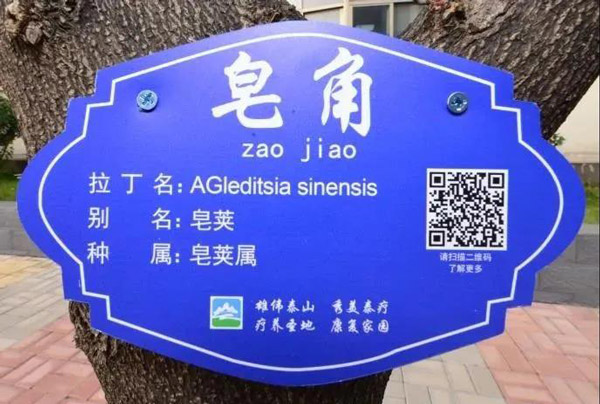 皂角
zao jiao
拉丁名：AGleditsia sinensis
别 名：皂荚
种 属：皂荚属
请扫描二维码
了解更多
雄伟泰山 秀美泰疗
疗养圣地 康复家园